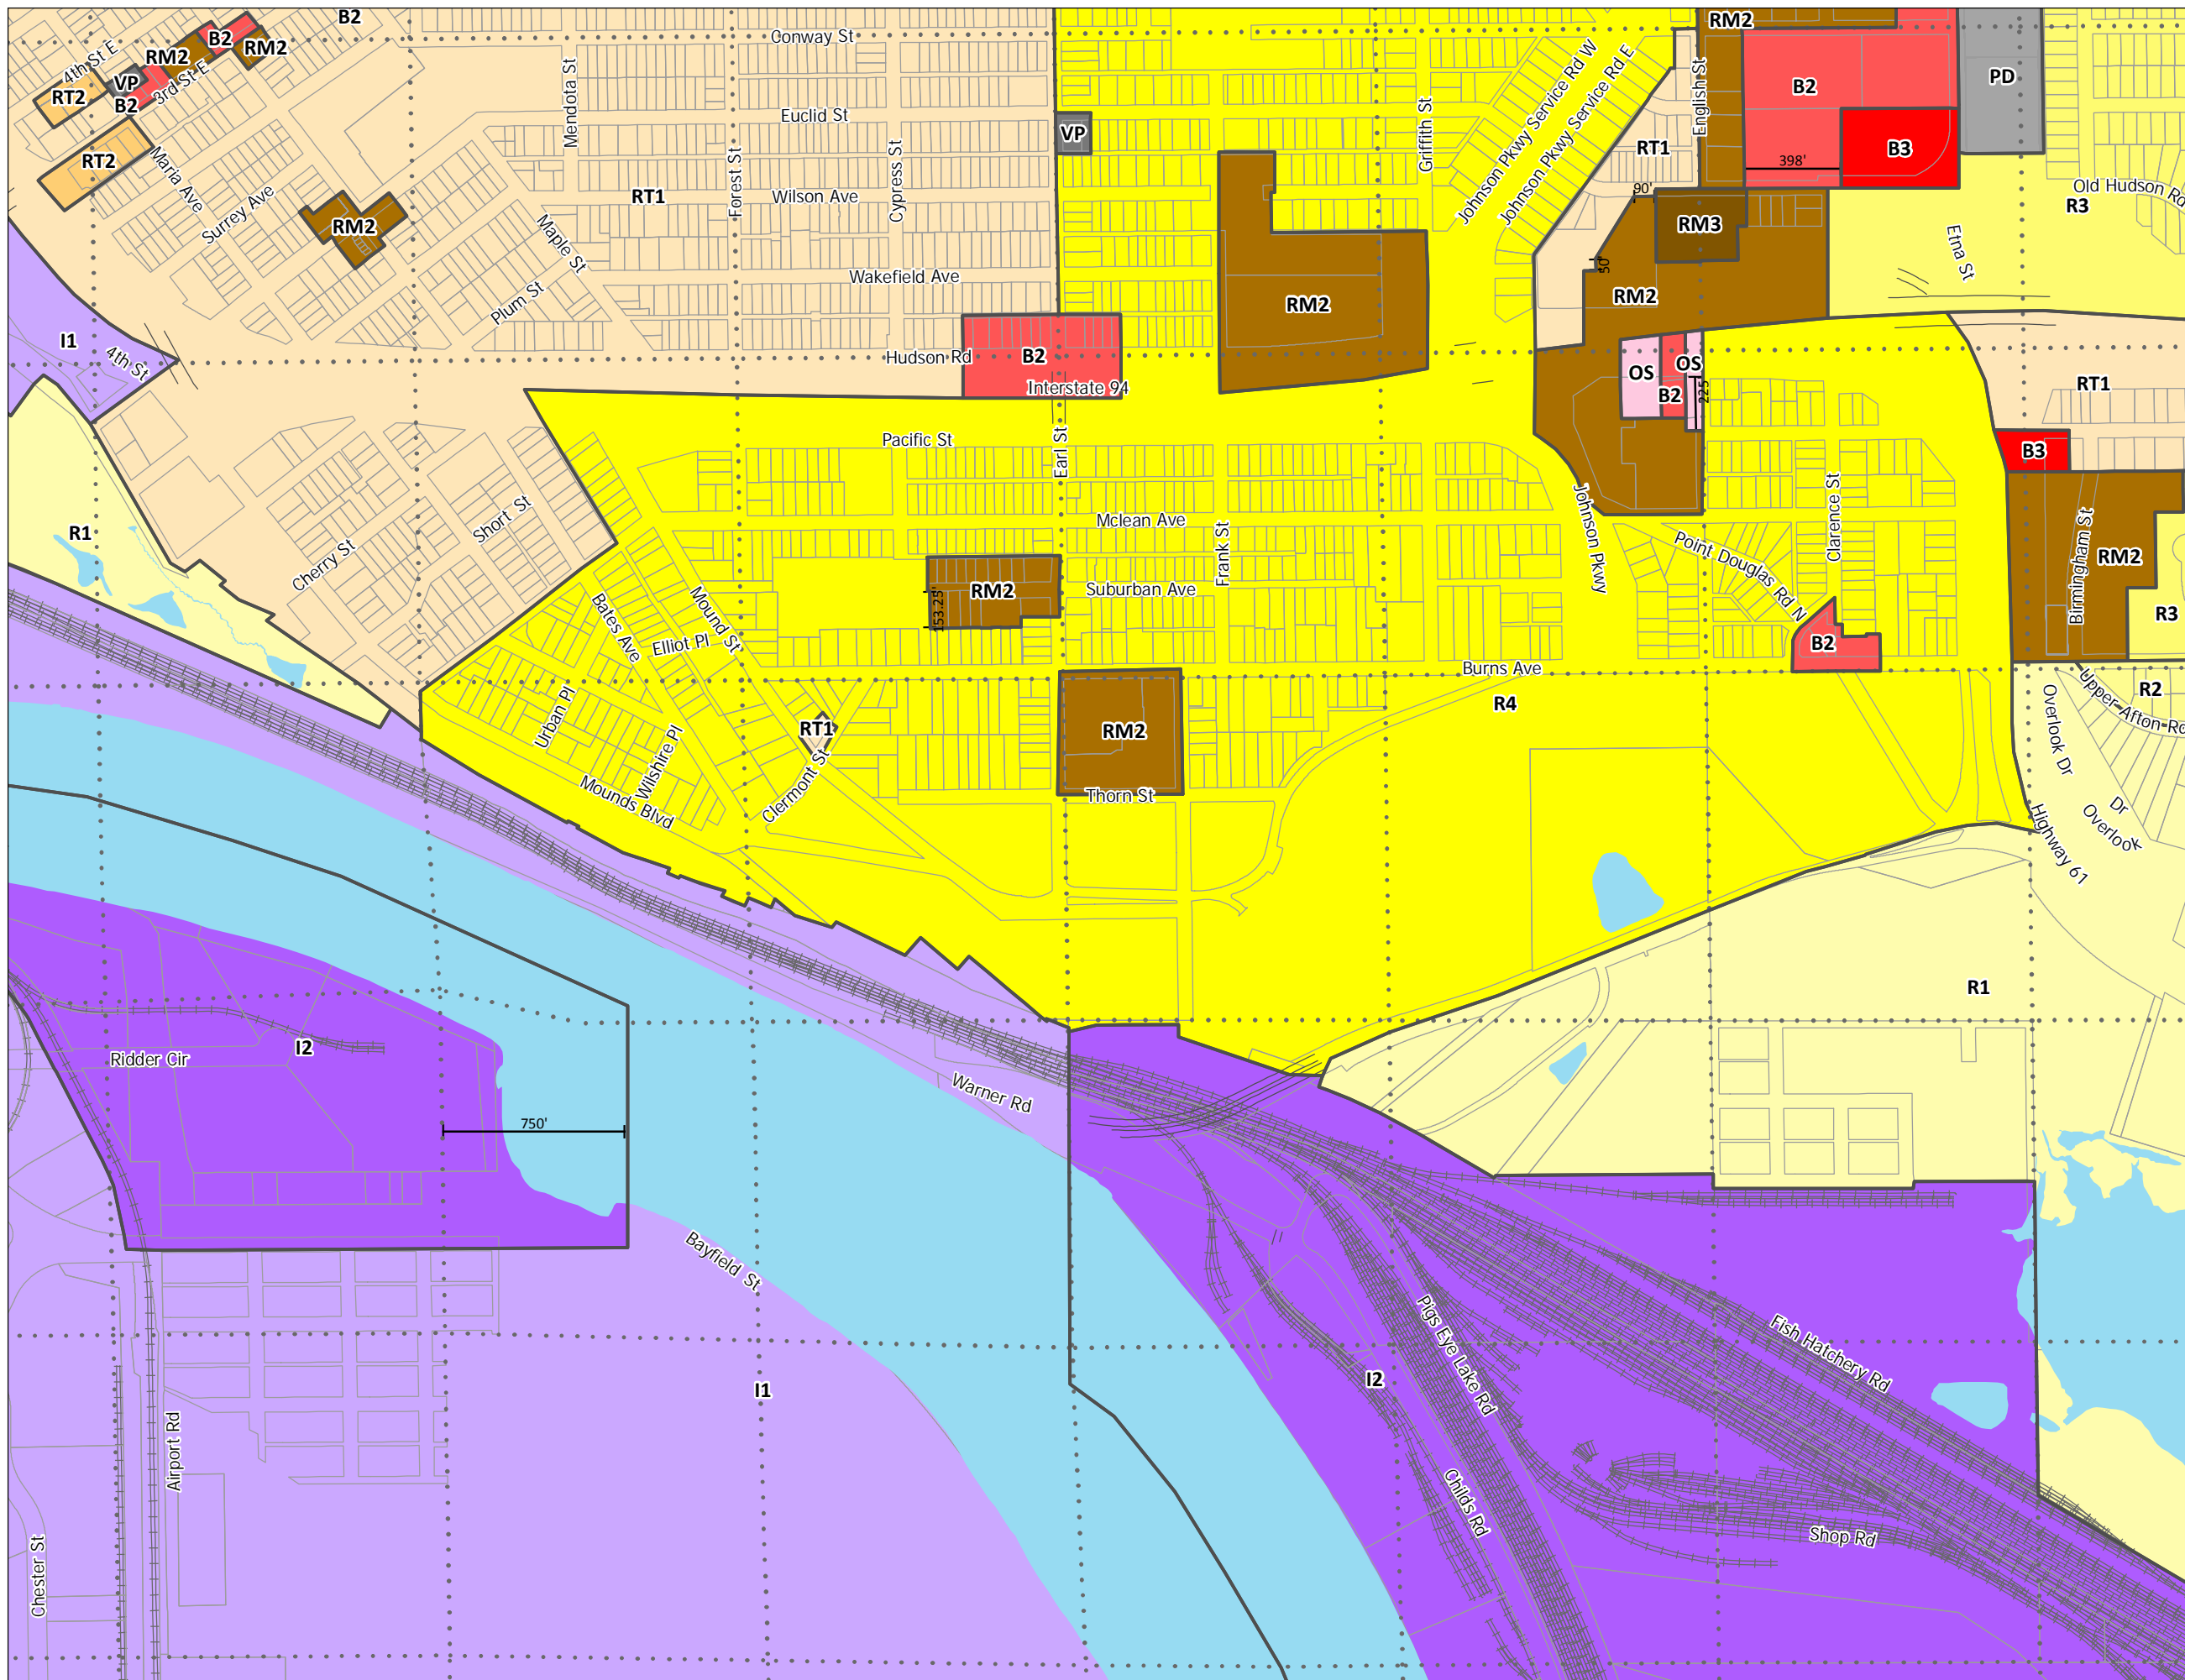 B2
RM2
B2
RM2
RM2
4th St E
VP
B2
3rd St E
RT2
RT2
Conway St
Mendota St
Euclid St
VP
Griffith St
Johnson Pkwy Service Rd W
Johnson Pkwy Service Rd E
English St
RT1
B2
B3
398'
PD
Old Hudson Rd
R3
Maria Ave
Surrey Ave
RM2
RT1
Forest St
Wilson Ave
Cypress St
90'
RM3
Etna St
Maple St
Plum St
Wakefield Ave
50'
RM2
RM2
I1
4th St
Hudson Rd
B2
Interstate 94
OS
OS
B2
225'
RT1
Pacific St
Earl St
B3
R1
Cherry St
Short St
Mclean Ave
Frank St
Johnson Pkwy
Point Douglas Rd N
Clarence St
Birmingham St
RM2
R3
RM2
153.25'
Suburban Ave
Bates Ave
Elliot Pl
Mound St
B2
Burns Ave
R4
R2
Upper Afton Rd
Overlook Dr
Urban Pl
Wilshire Pl
RT1
Clermont St
RM2
Thorn St
Mounds Blvd
Highway 61
Dr
Overlook
R1
I2
Ridder Cir
750'
Warner Rd
Bayfield St
I1
Airport Rd
Chester St
I2
Pigs Eye Lake Rd
Fish Hatchery Rd
Childs Rd
Shop Rd